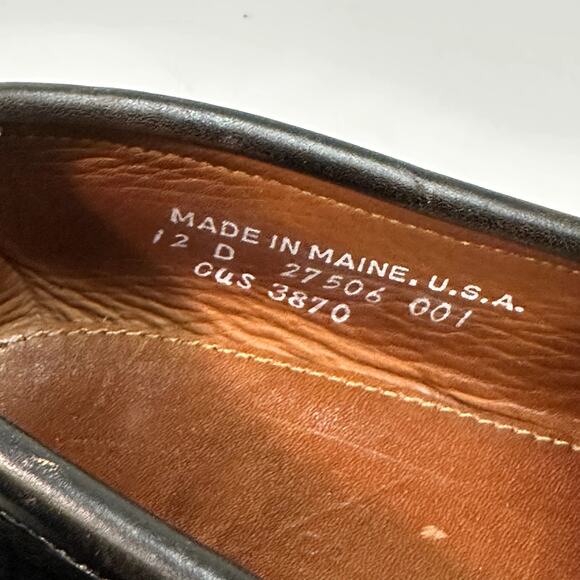 MADE IN MAINE. U.S.A.
12 D 27506 001
CUS 3870